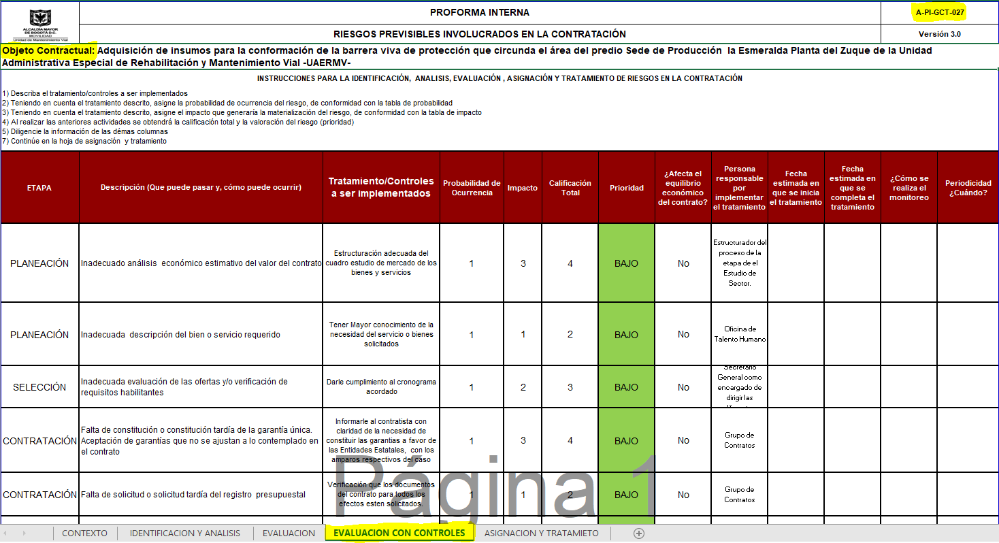 PROFORMA INTERNA
A-PI-GCT-027
ALCALDÍA MAYOR
DE BOGOTÁ D.C.
MOVILIDAD
Unidad de Mantenimiento Vial
RIESGOS PREVISIBLES INVOLUCRADOS EN LA CONTRATACIÓN
Versión 3.0
Objeto Contractual: Adquisición de insumos para la conformación de la barrera viva de protección que circunda el área del predio Sede de Producción la Esmeralda Planta del Zuque de la Unidad
Administrativa Especial de Rehabilitación y Mantenimiento Vial -UAERMV-
INSTRUCCIONES PARA LA IDENTIFICACIÓN, ANALISIS, EVALUACIÓN , ASIGNACIÓN Y TRATAMIENTO DE RIESGOS EN LA CONTRATACIÓN
1) Describa el tratamiento/controles a ser implementados
2) Teniendo en cuenta el tratamiento descrito, asigne la probabilidad de ocurrencia del riesgo, de conformidad con la tabla de probabilidad
3) Teniendo en cuenta el tratamiento descrito, asigne el impacto que generaría la materialización del riesgo, de conformidad con la tabla de impacto
4) Al realizar las anteriores actividades se obtendrá la calificación total y la valoración del riesgo (prioridad)
5) Diligencie la información de las démas columnas
7) Continúe en la hoja de asignación y tratamiento
ETAPA
Descripción (Que puede pasar y, cómo puede ocurrir)
Tratamiento/Controles
a ser implementados
Probabilidad de
Ocurrencia
Impacto
Calificación
Total
Prioridad
¿Afecta el
equilibrio
económico
del contrato?
Persona
responsable
por
implementar
el tratamiento
Fecha
estimada en
que se inicia
el tratamiento
Fecha
estimada en
que se
completa el
tratamiento
¿Cómo se
realiza el
monitoreo
Periodicidad
¿Cuándo?
PLANEACIÓN
Inadecuado análisis económico estimativo del valor del contrato
Estructuración adecuada del
cuadro estudio de mercado de los
bienes y servicios
1
3
4
BAJO
No
Estructurador del
proceso de la
etapa de el
Estudio de
Sector.
PLANEACIÓN
Inadecuada descripción del bien o servicio requerido
Tener Mayor conocimiento de la
necesidad del servicio o bienes
solicitados
1
1
2
BAJO
No
Oficina de
Talento Humano
SELECCIÓN
Inadecuada evaluación de las ofertas y/o verificación de
requisitos habilitantes
Darle cumplimiento al cronograma
acordado
1
2
3
BAJO
No
Secretario
General como
encargado de
dirigir las
CONTRATACIÓN
Falta de constitución o constitución tardía de la garantía única.
Aceptación de garantías que no se ajustan a lo contemplado en
el contrato
Informarle al contratista con
claridad de la necesidad de
constituir las garantias a favor de
las Entidades Estatales, con los
amparos respectivos del caso
1
3
4
BAJO
No
Grupo de
Contratos
CONTRATACIÓN
Falta de solicitud o solicitud tardía del registro presupuestal
Verificación que los documentos
del contrato para todos los
efectos esten solicitados.
1
1
2
BAJO
No
Grupo de
Contratos
Página 1
CONTEXTO
IDENTIFICACION Y ANALISIS
EVALUACION
EVALUACION CON CONTROLES
ASIGNACION Y TRATAMIETO